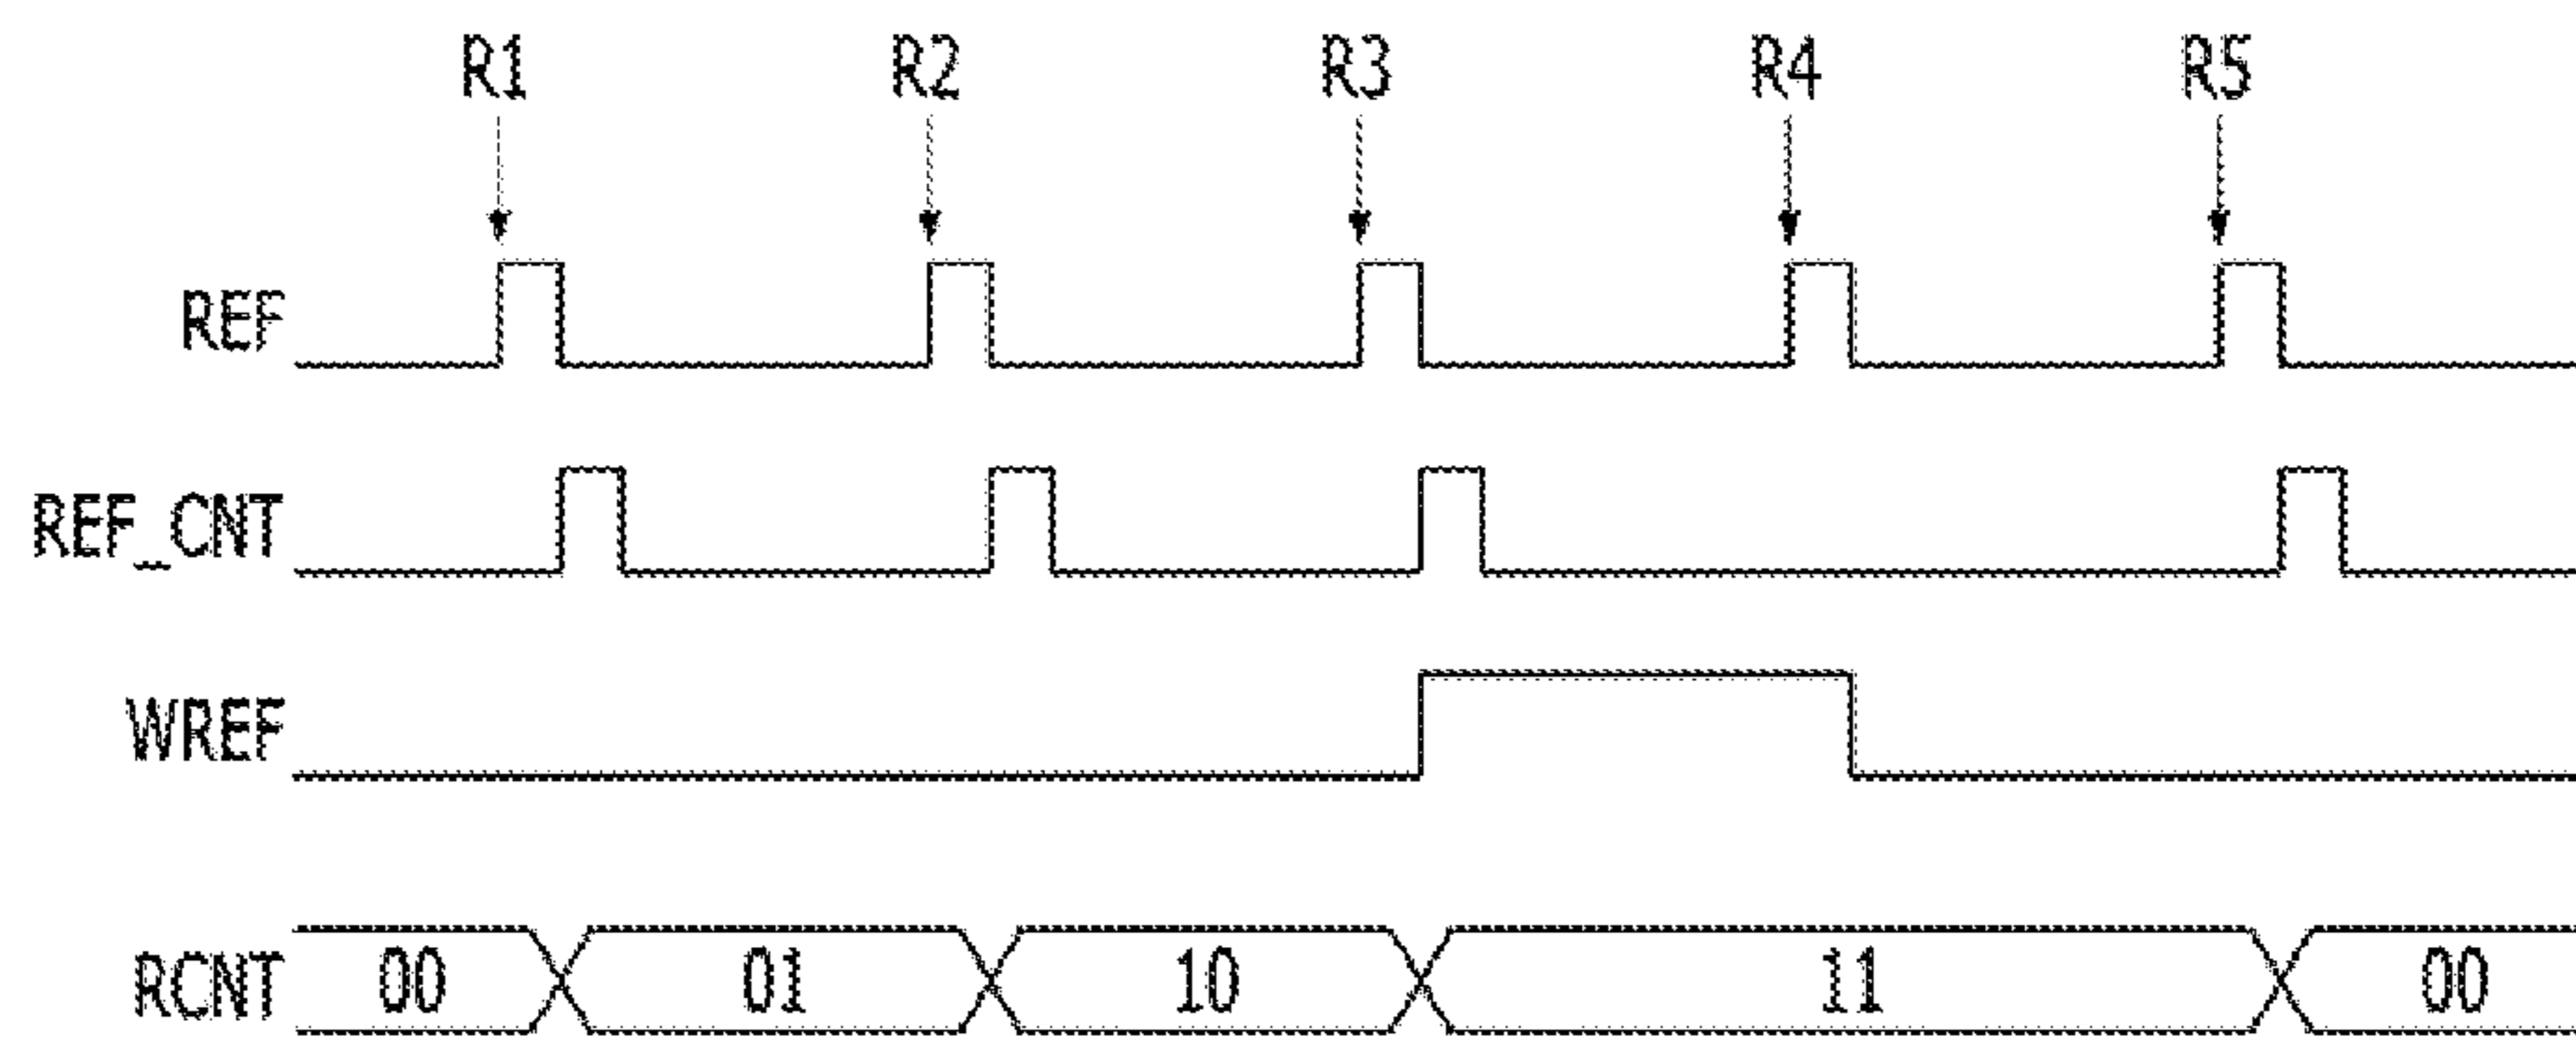 R1 R2 R3 R4 R5
REF
REF_CNT
WREF
RCNT 00 01 10 11 00